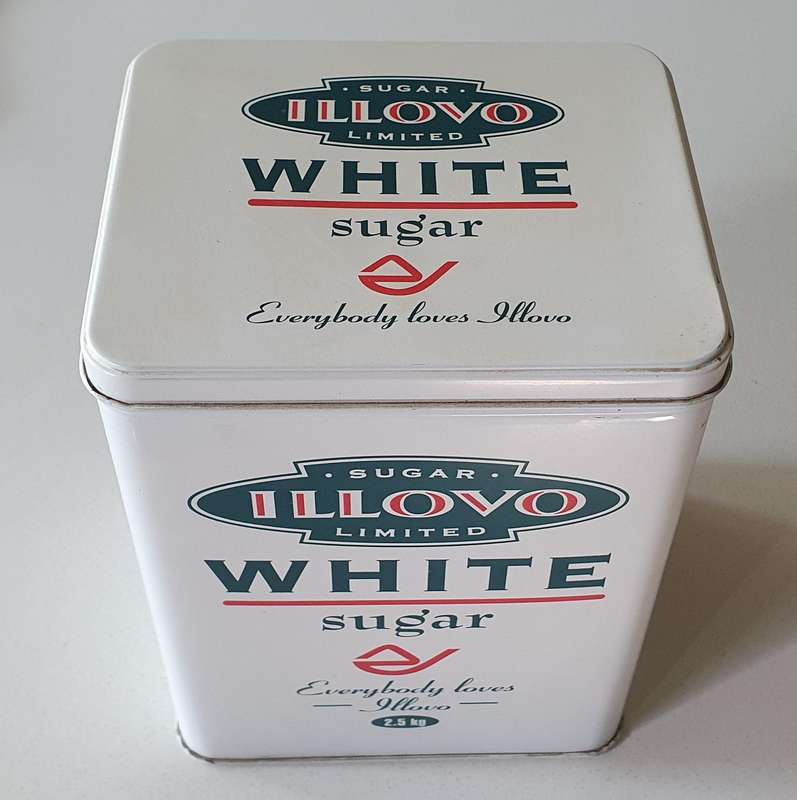 · SUGAR ·
ILLOVO
LIMITED
WHITE
sugar
Everybody loves Illovo
· SUGAR ·
ILLOVO
LIMITED
WHITE
sugar
Everybody loves
— Illovo —
2.5 kg